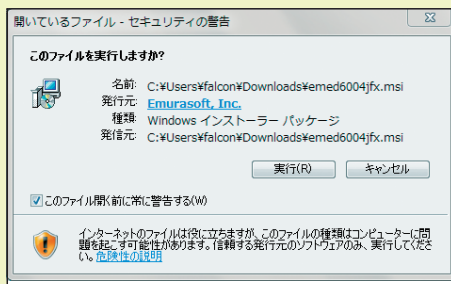 開いているファイル - セキュリティの警告
このファイルを実行しますか?
名前: C:¥Users¥falcon¥Downloads¥emed6004jfx.msi
発行元: Emurasoft, Inc.
種類: Windows インストーラー パッケージ
発信元: C:¥Users¥falcon¥Downloads¥emed6004jfx.msi
実行(R) キャンセル
このファイル開く前に常に警告する(W)
インターネットのファイルは役に立ちますが、このファイルの種類はコンピューターに問
題を起こす可能性があります。信頼する発行元のソフトウェアのみ、実行してくださ
い。危険性の説明